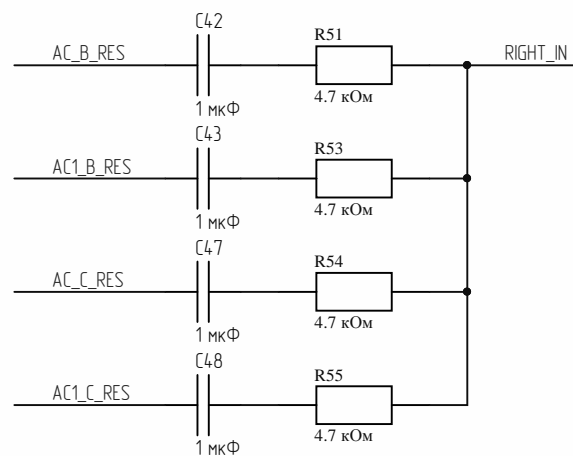 C42
R51
AC_B_RES
RIGHT_IN
1 мкФ
4.7 кОм
C43
R53
AC1_B_RES
1 мкФ
4.7 кОм
C47
R54
AC_C_RES
1 мкФ
4.7 кОм
C48
R55
AC1_C_RES
1 мкФ
4.7 кОм